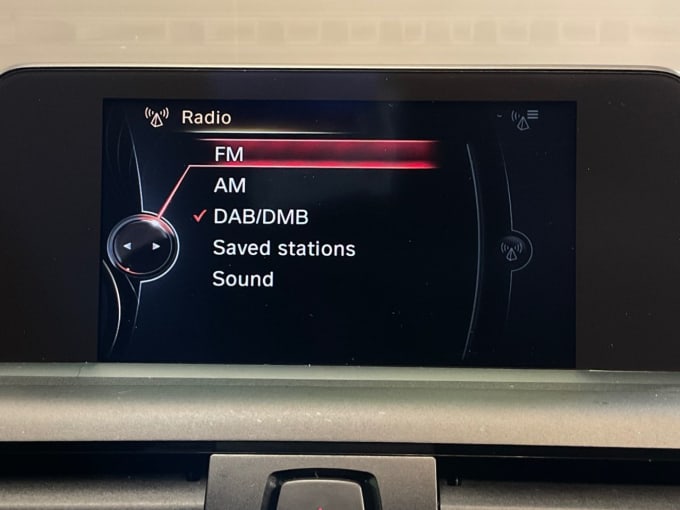 Radio
FM
AM
DAB/DMB
Saved stations
Sound